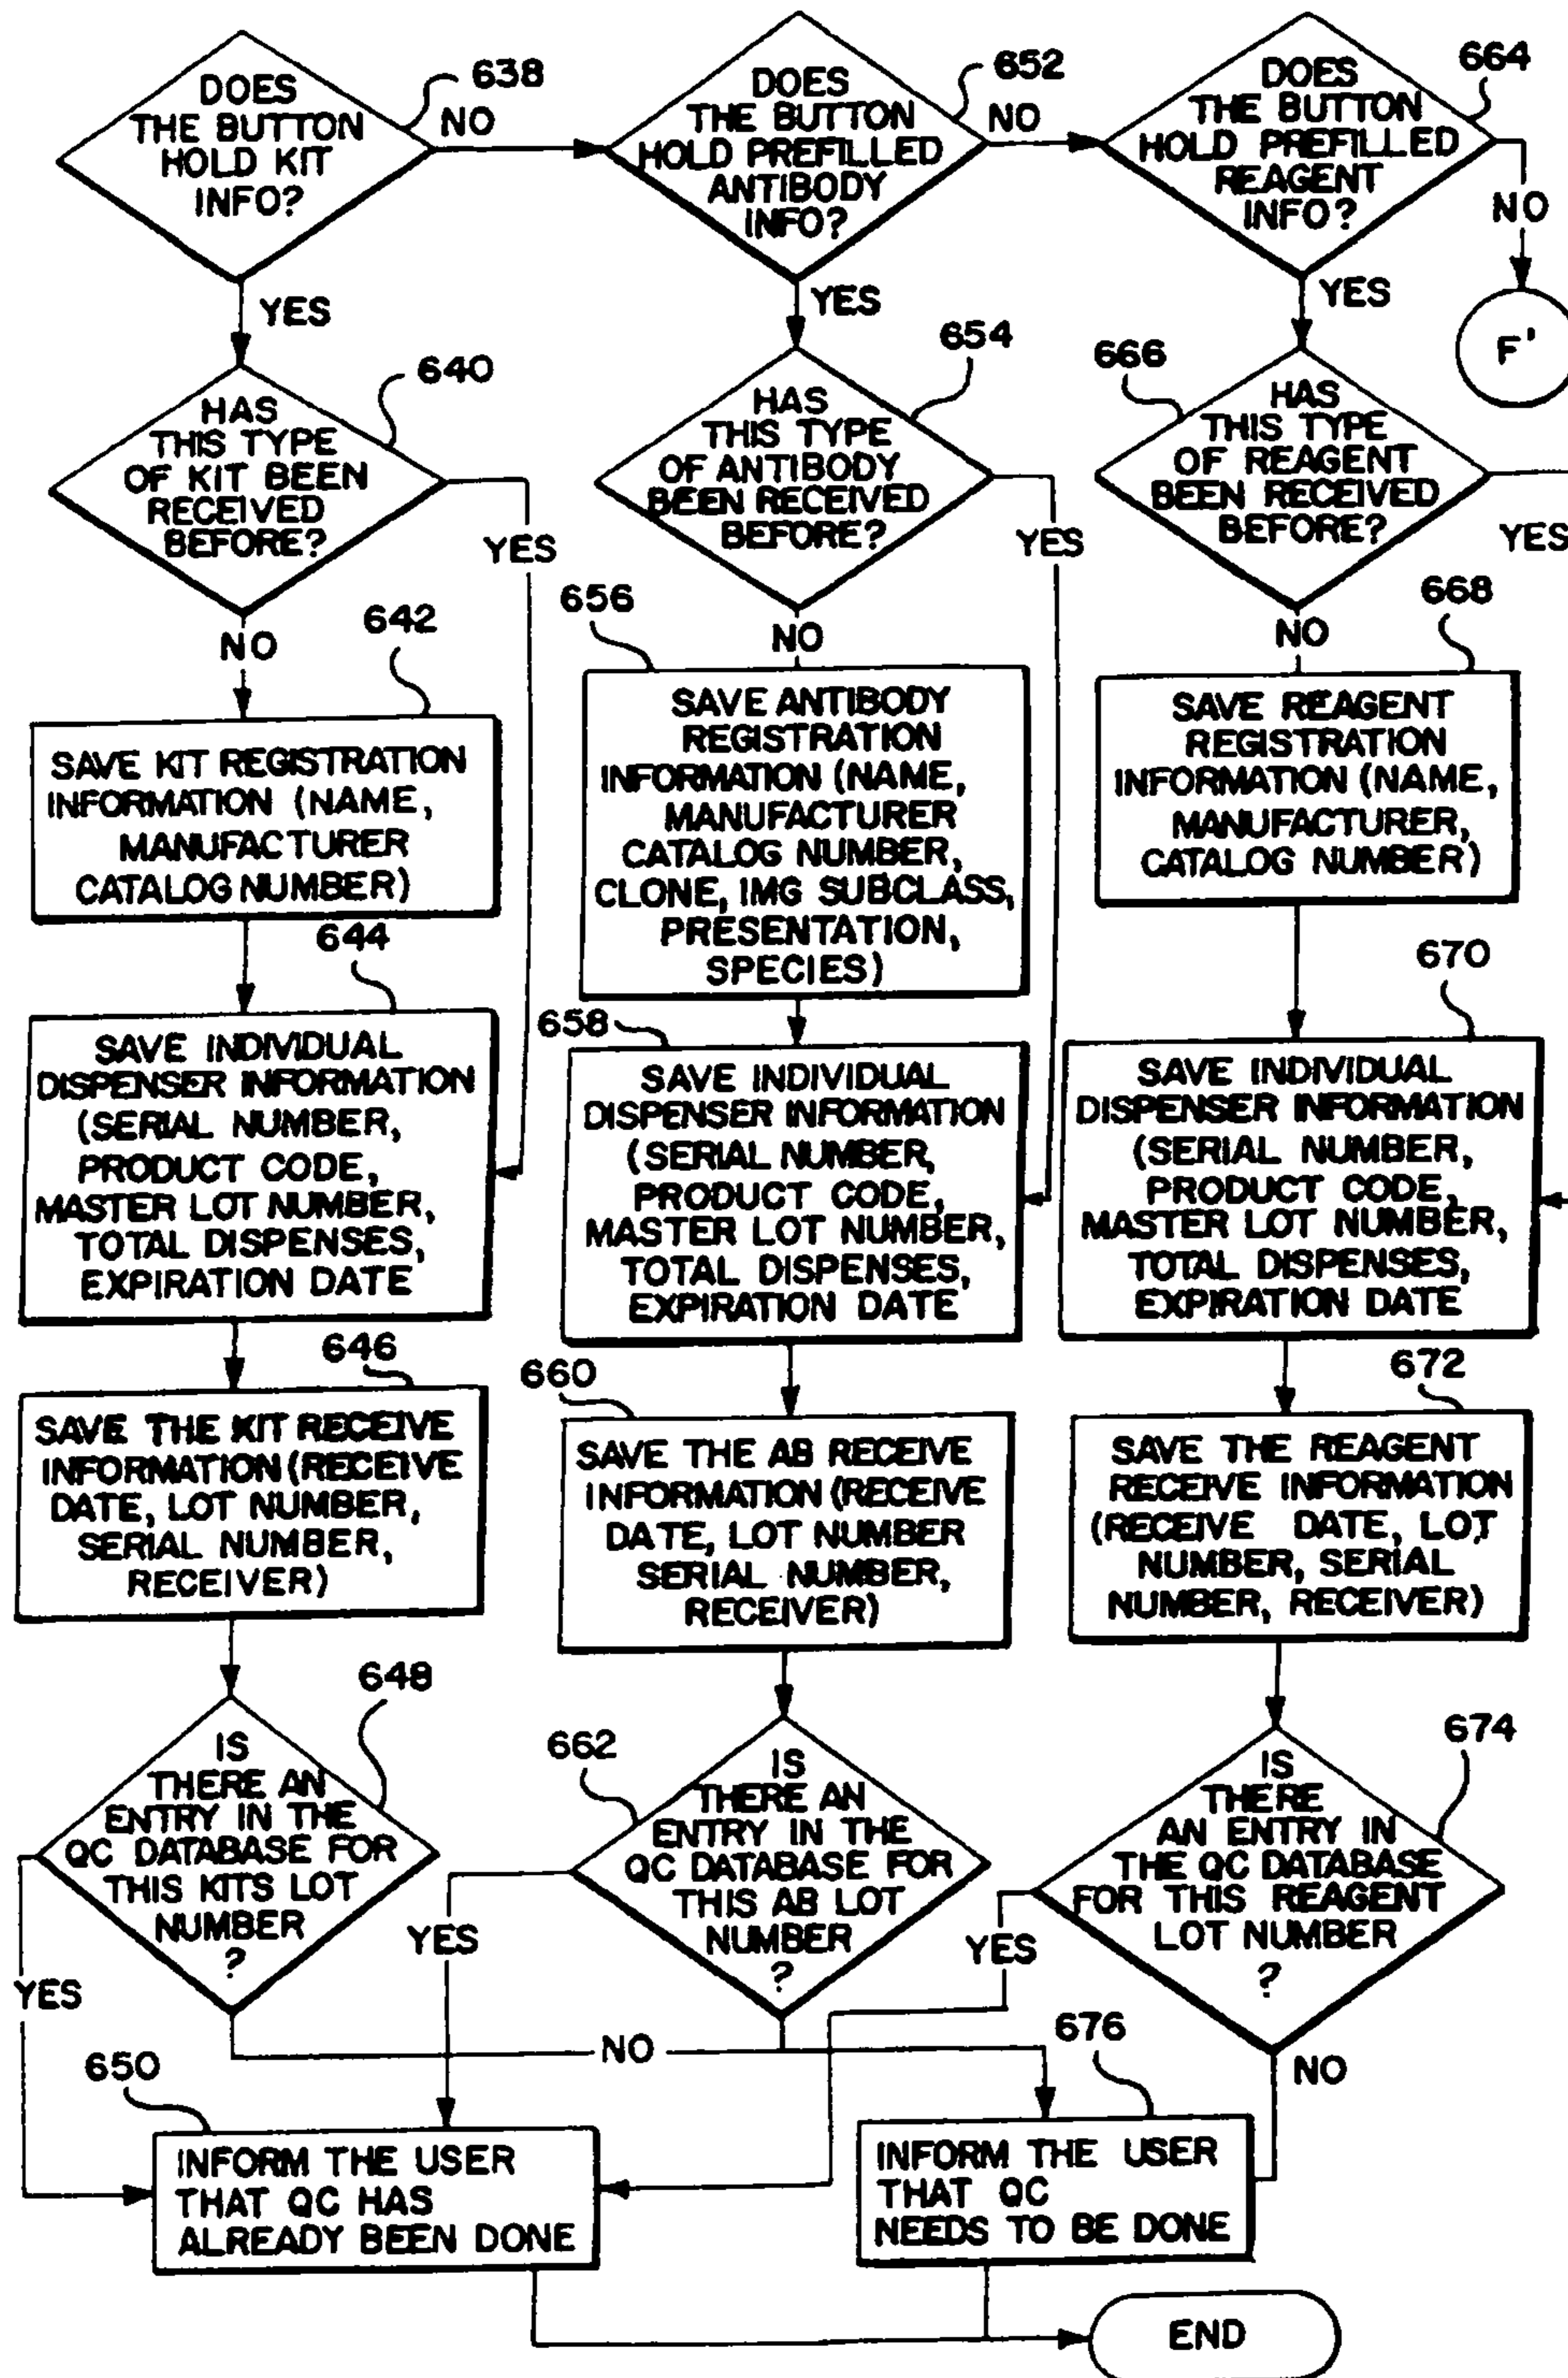 DOES
THE BUTTON
HOLD KIT
INFO?
638
NO
DOES
THE BUTTON
HOLD PREFILLED
ANTIBODY
INFO?
652
NO
DOES
THE BUTTON
HOLD PREFILLED
REAGENT
INFO?
664
NO
F'
YES
YES
YES
HAS
THIS TYPE
OF KIT BEEN
RECEIVED
BEFORE?
640
YES
NO
HAS
THIS TYPE
OF ANTIBODY
BEEN RECEIVED
BEFORE?
654
YES
NO
HAS
THIS TYPE
OF REAGENT
BEEN RECEIVED
BEFORE?
666
YES
NO
642
SAVE KIT REGISTRATION
INFORMATION (NAME,
MANUFACTURER
CATALOG NUMBER)
656
SAVE ANTIBODY
REGISTRATION
INFORMATION (NAME,
MANUFACTURER
CATALOG NUMBER,
CLONE, IMG SUBCLASS,
PRESENTATION,
SPECIES)
668
SAVE REAGENT
REGISTRATION
INFORMATION (NAME,
MANUFACTURER,
CATALOG NUMBER)
644
SAVE INDIVIDUAL
DISPENSER INFORMATION
(SERIAL NUMBER,
PRODUCT CODE,
MASTER LOT NUMBER,
TOTAL DISPENSES,
EXPIRATION DATE
658
SAVE INDIVIDUAL
DISPENSER INFORMATION
(SERIAL NUMBER,
PRODUCT CODE,
MASTER LOT NUMBER,
TOTAL DISPENSES,
EXPIRATION DATE
670
SAVE INDIVIDUAL
DISPENSER INFORMATION
(SERIAL NUMBER,
PRODUCT CODE,
MASTER LOT NUMBER,
TOTAL DISPENSES,
EXPIRATION DATE
646
SAVE THE KIT RECEIVE
INFORMATION (RECEIVE
DATE, LOT NUMBER,
SERIAL NUMBER,
RECEIVER)
660
SAVE THE AB RECEIVE
INFORMATION (RECEIVE
DATE, LOT NUMBER
SERIAL NUMBER,
RECEIVER)
672
SAVE THE REAGENT
RECEIVE INFORMATION
(RECEIVE DATE, LOT
NUMBER, SERIAL
NUMBER, RECEIVER)
648
IS
THERE AN
ENTRY IN THE
QC DATABASE FOR
THIS KITS LOT
NUMBER
?
YES
662
IS
THERE AN
ENTRY IN THE
QC DATABASE FOR
THIS AB LOT
NUMBER
?
YES
674
IS
THERE
AN ENTRY IN
THE QC DATABASE
FOR THIS REAGENT
LOT NUMBER
?
YES
NO
NO
650
INFORM THE USER
THAT QC HAS
ALREADY BEEN DONE
676
INFORM THE USER
THAT QC
NEEDS TO BE DONE
END